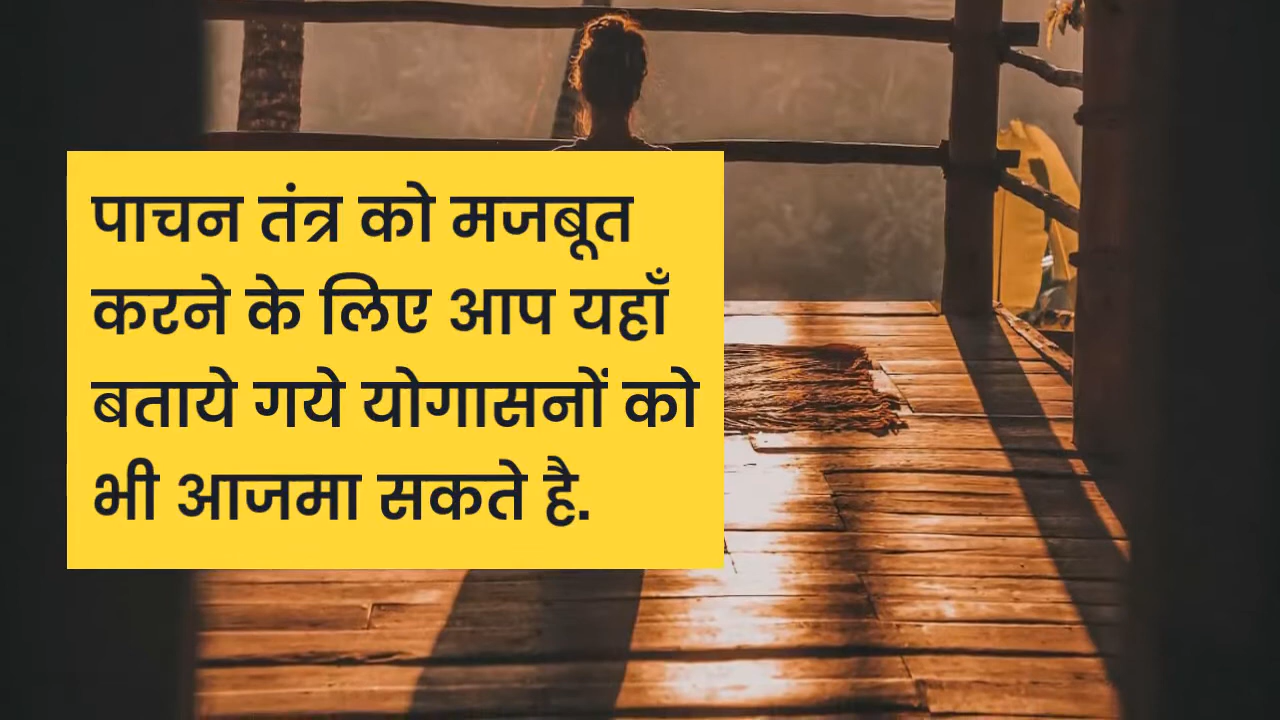 पाचन तंत्र को मजबूत
करने के लिए आप यहाँ
बताये गये योगासनों को
भी आजमा सकते है.